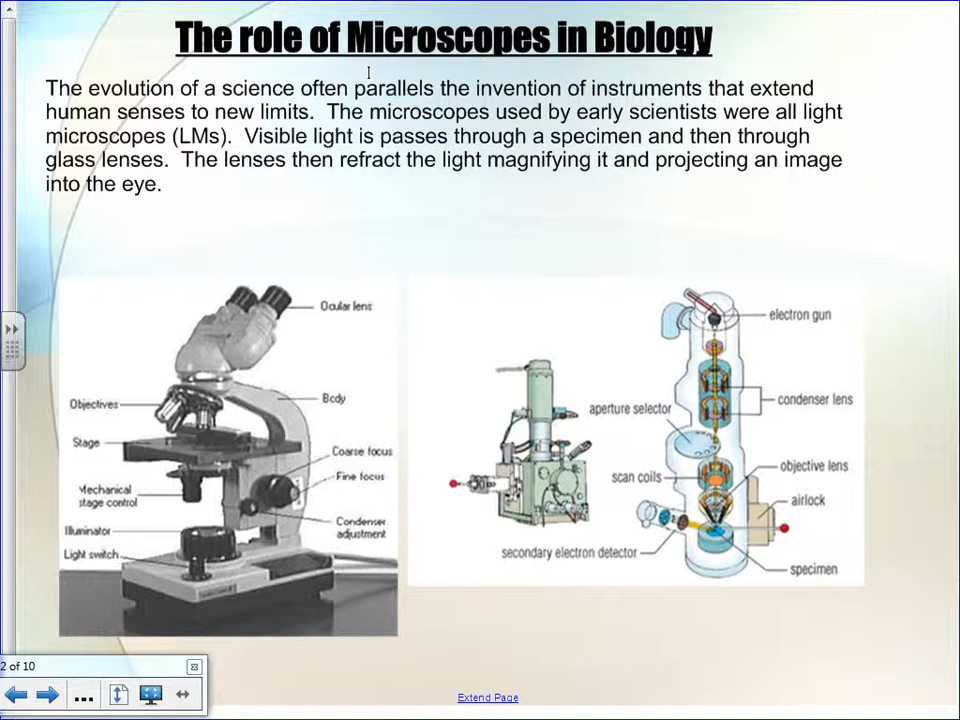 The role of Microscopes in Biology
The evolution of a science often parallels the invention of instruments that extend
human senses to new limits.  The microscopes used by early scientists were all light
microscopes (LMs).  Visible light is passes through a specimen and then through
glass lenses.  The lenses then refract the light magnifying it and projecting an image
into the eye.
Ocular lens
Objectives
Body
Stage
Coarse focus
Fine focus
Mechanical
stage control
Condenser
adjustment
Illuminator
Light switch
electron gun
condenser lens
aperture selector
objective lens
scan coils
airlock
secondary electron detector
specimen
2 of 10
...
Extend Page